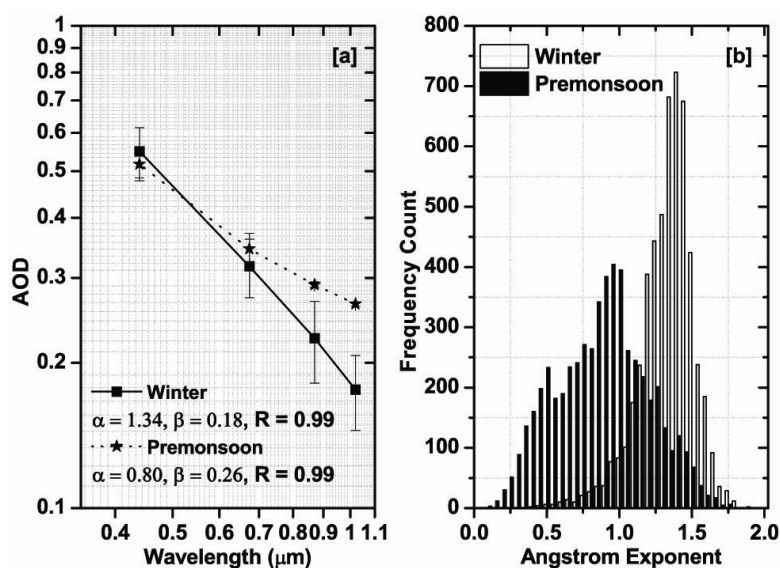 [a]
1
0.9
0.8
0.7
0.6
0.5
0.4
0.3
0.2
0.1
AOD
Winter
α = 1.34, β = 0.18, R = 0.99
Premonsoon
α = 0.80, β = 0.26, R = 0.99
0.4 0.5 0.6 0.7 0.8 0.9 1 1.1
Wavelength (μm)
[b]
Winter
Premonsoon
800
700
600
500
400
300
200
100
0
Frequency Count
0.0 0.5 1.0 1.5 2.0
Angstrom Exponent